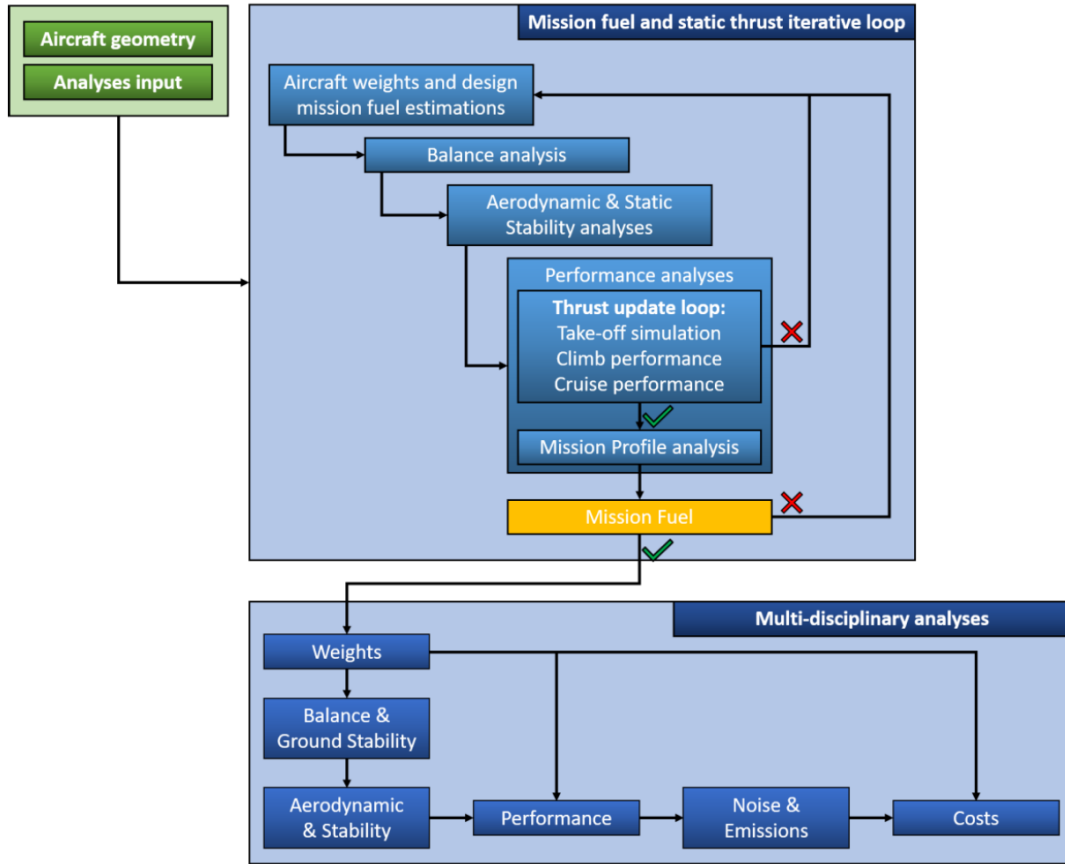 Aircraft geometry
Analyses input
Mission fuel and static thrust iterative loop
Aircraft weights and design
mission fuel estimations
Balance analysis
Aerodynamic & Static
Stability analyses
Performance analyses
Thrust update loop:
Take-off simulation
Climb performance
Cruise performance
Mission Profile analysis
Mission Fuel
Multi-disciplinary analyses
Weights
Balance &
Ground Stability
Aerodynamic
& Stability
Performance
Noise &
Emissions
Costs